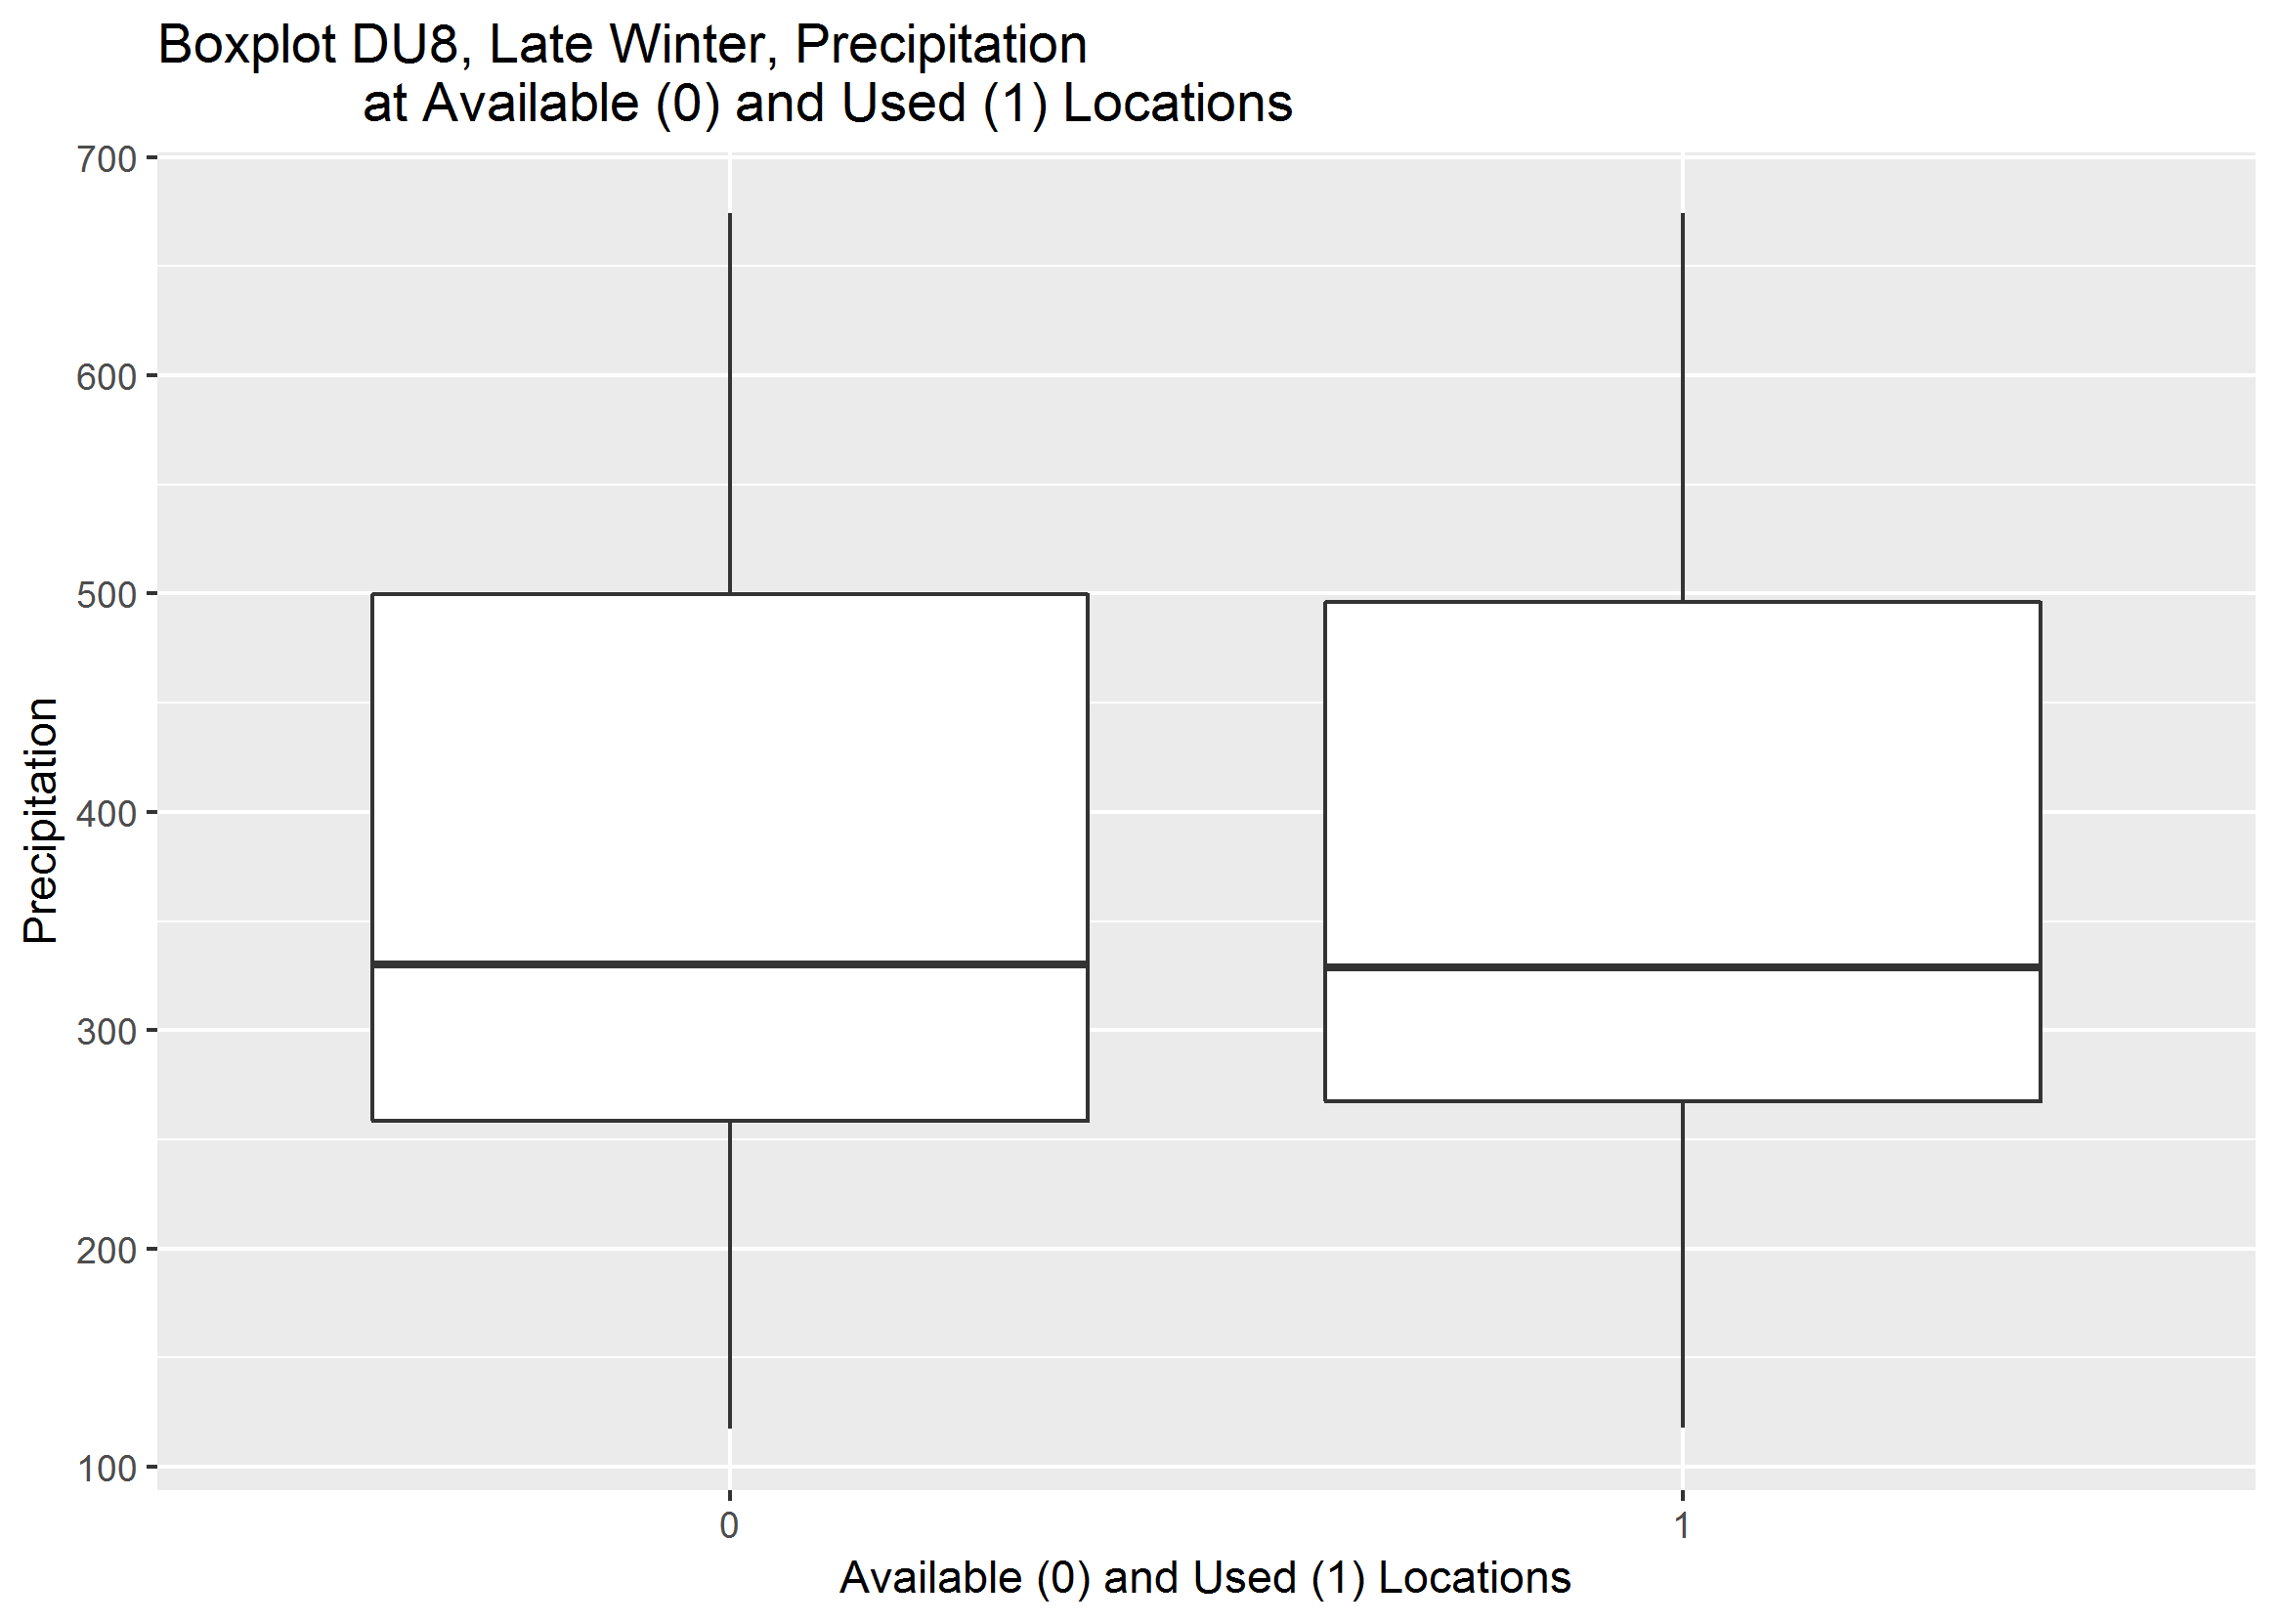 Boxplot DU8, Late Winter, Precipitation
at Available (0) and Used (1) Locations
700
600
500
400
300
200
100
Precipitation
0
1
Available (0) and Used (1) Locations